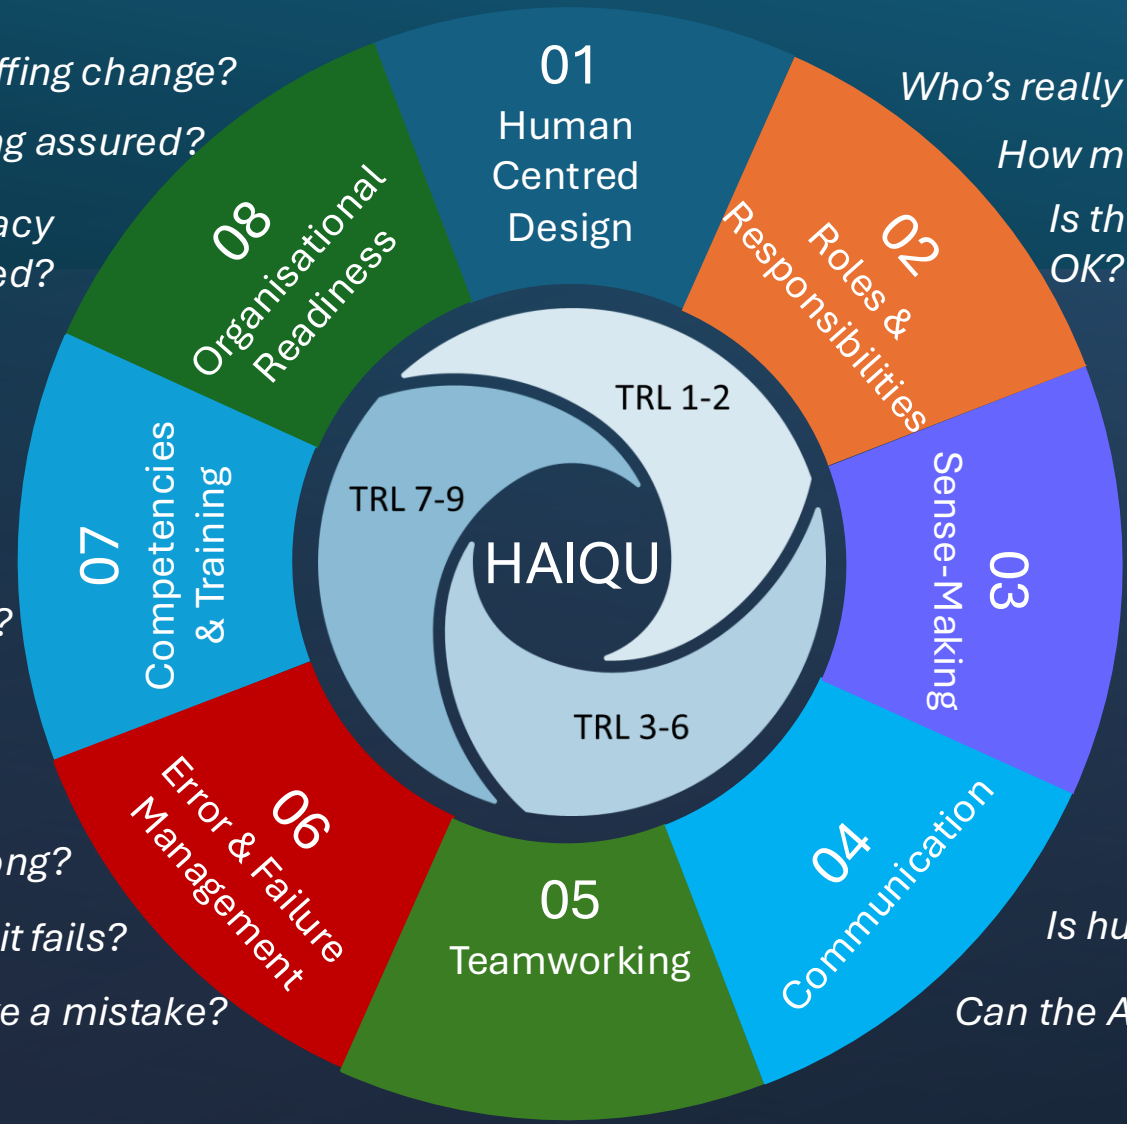 01
Human
Centred
Design
02
Roles &
Responsibilities
03
Sense-Making
04
Communication
05
Teamworking
06
Error & Failure
Management
07
Competencies
& Training
08
Organisational
Readiness
TRL 1-2
TRL 3-6
TRL 7-9
HAIQU
ffing change?
ng assured?
acy
ed?
?
ong?
it fails?
e a mistake?
Who's really
How m
Is th
OK?
Is hu
Can the A